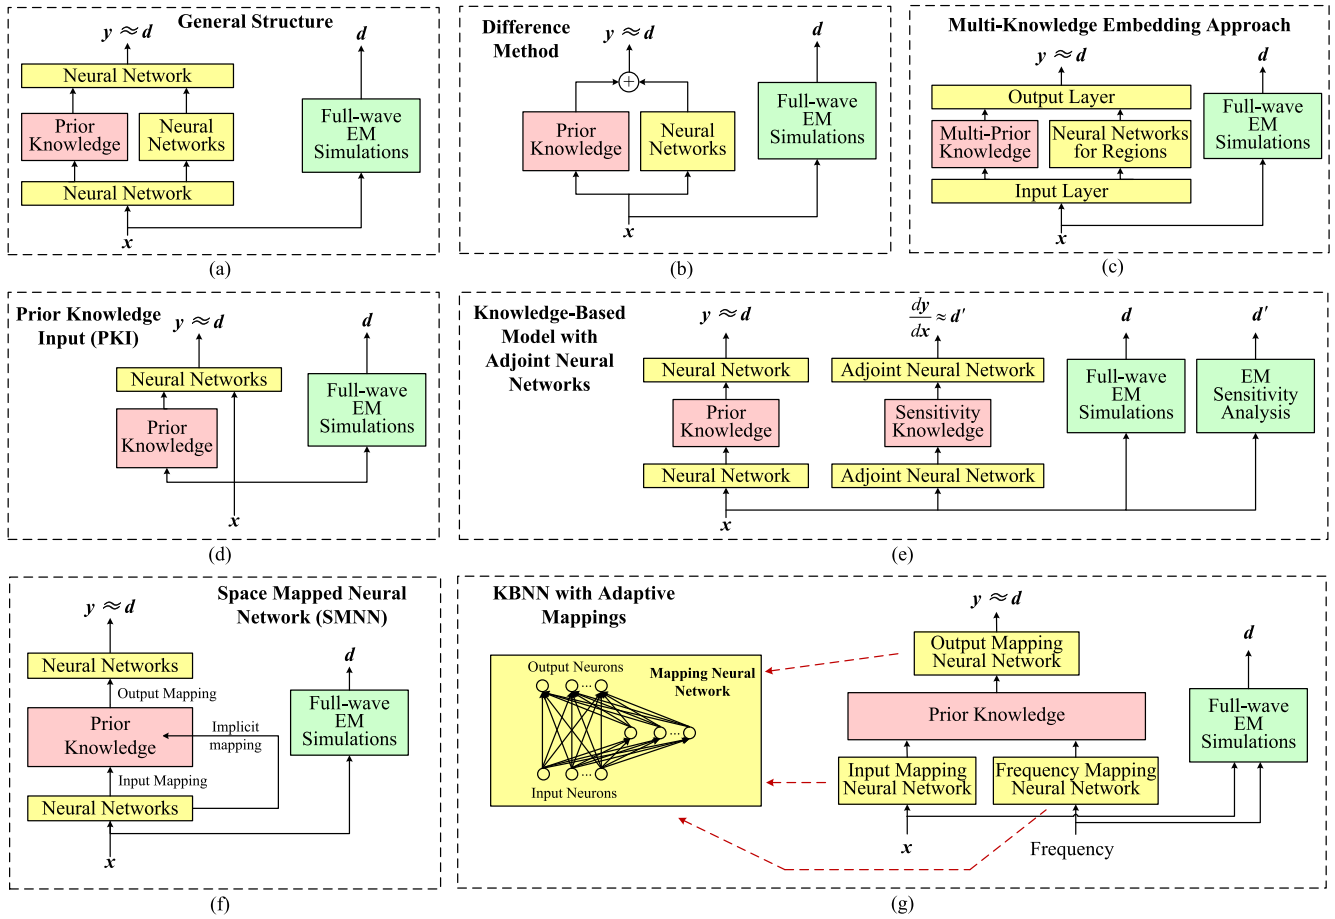 General Structure
y ≈ d
d
Neural Network
Prior
Knowledge
Neural
Networks
Full-wave
EM
Simulations
Neural Network
x
(a)
Difference
Method
y ≈ d
d
+
Prior
Knowledge
Neural
Networks
Full-wave
EM
Simulations
x
(b)
Multi-Knowledge Embedding Approach
y ≈ d
d
Output Layer
Multi-Prior
Knowledge
Neural Networks
for Regions
Full-wave
EM
Simulations
Input Layer
x
(c)
Prior Knowledge
Input (PKI)
y ≈ d
d
Neural Networks
Prior
Knowledge
Full-wave
EM
Simulations
x
(d)
Knowledge-Based
Model with
Adjoint Neural
Networks
y ≈ d
dy
dx
≈ d'
d
d'
Neural Network
Adjoint Neural Network
Prior
Knowledge
Sensitivity
Knowledge
Full-wave
EM
Simulations
EM
Sensitivity
Analysis
Neural Network
Adjoint Neural Network
x
(e)
Space Mapped Neural
Network (SMNN)
y ≈ d
d
Neural Networks
Output Mapping
Prior
Knowledge
Implicit
mapping
Full-wave
EM
Simulations
Input Mapping
Neural Networks
x
(f)
KBNN with Adaptive
Mappings
y ≈ d
d
Output Neurons
Mapping Neural
Network
...
...
...
Input Neurons
Output Mapping
Neural Network
Prior Knowledge
Full-wave
EM
Simulations
Input Mapping
Neural Network
Frequency Mapping
Neural Network
x
Frequency
(g)